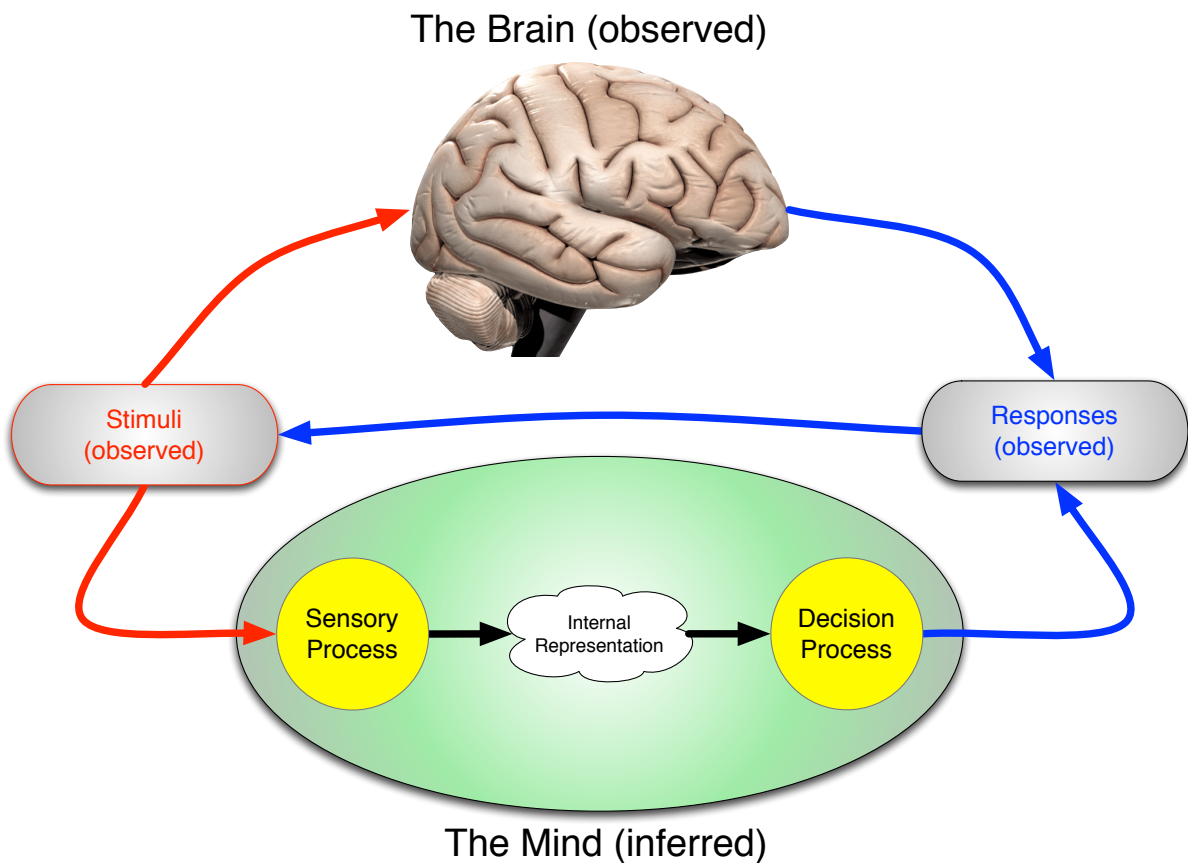 The Brain (observed)
Stimuli
(observed)
Responses
(observed)
Sensory
Process
Internal
Representation
Decision
Process
The Mind (inferred)